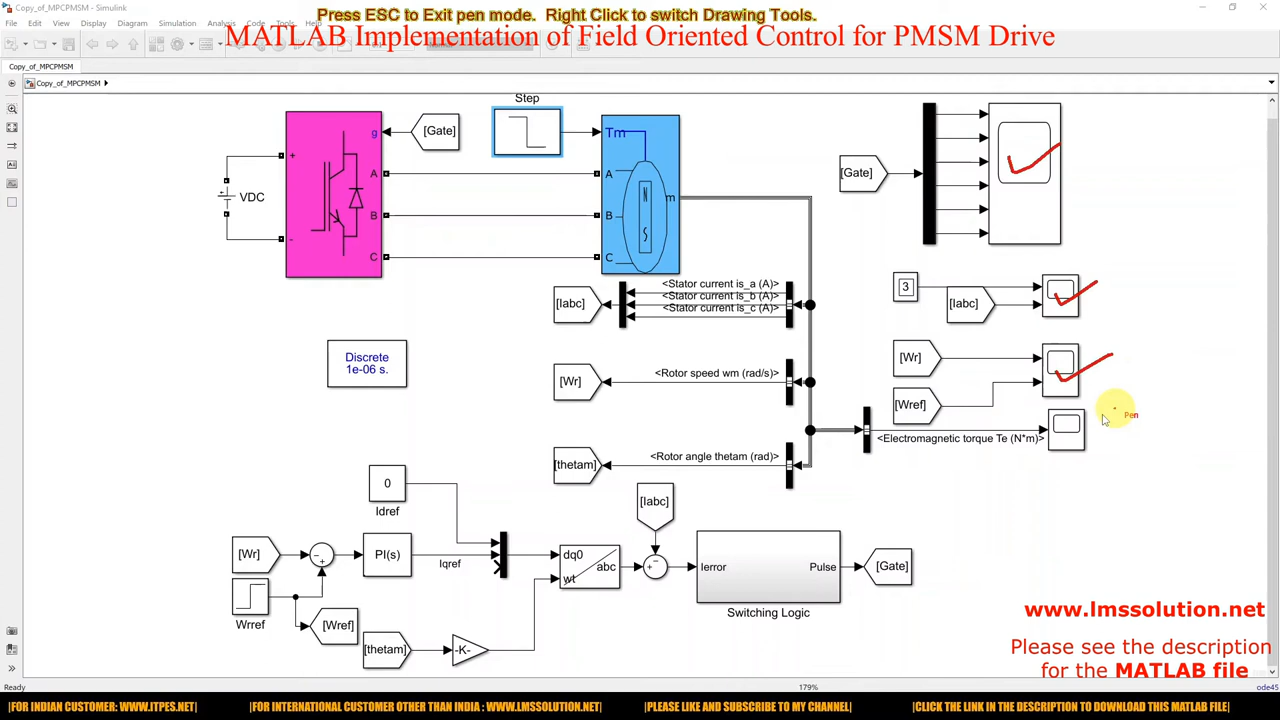 Copy_of_MPCPMSM - Simulink
Press ESC to Exit pen mode. Right Click to switch Drawing Tools.
File Edit View Display Diagram Simulation Analysis Code Tools
MATLAB Implementation of Field Oriented Control for PMSM Drive
Copy_of_MPCPMSM
Copy_of_MPCPMSM
Step
g
[Gate]
Tm
+
A
A
[Gate]
VDC
N
m
B
B
S
-
C
C
<Stator current is_a (A)>
<Stator current is_b (A)>
<Stator current is_c (A)>
[Iabc]
3
[Iabc]
Discrete
1e-06 s.
[Wr]
<Rotor speed wm (rad/s)>
[Wr]
[Wref]
Pen
<Electromagnetic torque Te (N*m)>
[thetam]
<Rotor angle thetam (rad)>
0
Idref
[Iabc]
[Wr]
PI(s)
Iqref
dq0
wt
abc
Ierror
Pulse
[Gate]
Switching Logic
Wrref
[Wref]
[thetam]
-K-
www.lmssolution.net
Please see the description
for the MATLAB file
Ready
179%
ode45
|FOR INDIAN CUSTOMER: WWW.ITPES.NET|
|FOR INTERNATIONAL CUSTOMER OTHER THAN INDIA : WWW.LMSSOLUTION.NET|
|PLEASE LIKE AND SUBSCRIBE TO MY CHANNEL|
|CLICK THE LINK IN THE DESCRIPTION TO DOWNLOAD THIS MATLAB FILE|